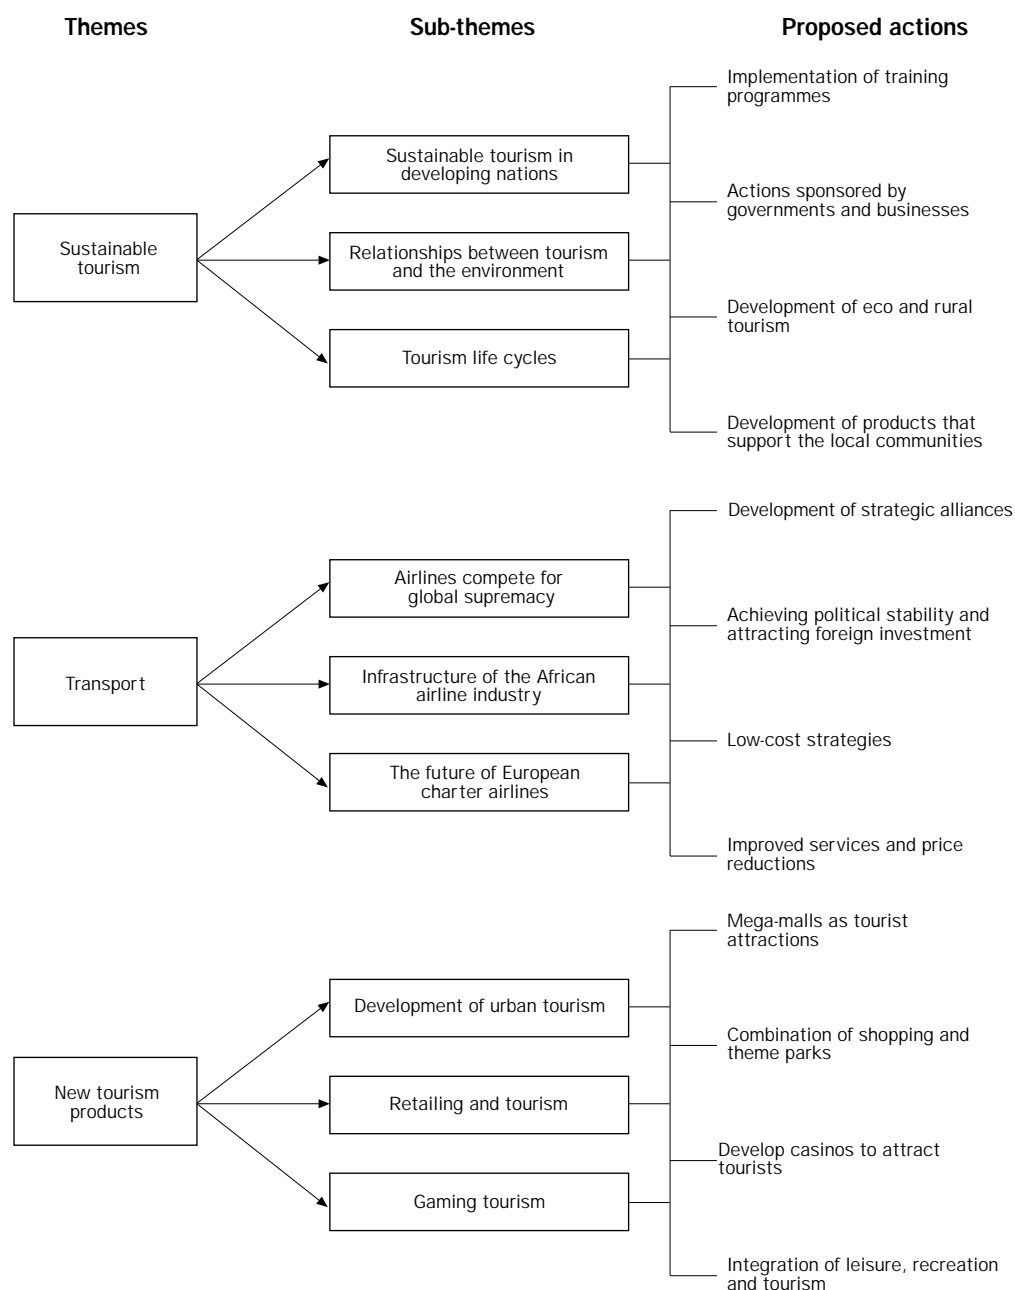 Themes
Sub-themes
Proposed actions
Sustainable
tourism
Sustainable tourism in
developing nations
Relationships between tourism
and the environment
Tourism life cycles
Implementation of training
programmes
Actions sponsored by
governments and businesses
Development of eco and rural
tourism
Development of products that
support the local communities
Transport
Airlines compete for
global supremacy
Infrastructure of the African
airline industry
The future of European
charter airlines
Development of strategic alliances
Achieving political stability and
attracting foreign investment
Low-cost strategies
Improved services and price
reductions
New tourism
products
Development of urban tourism
Retailing and tourism
Gaming tourism
Mega-malls as tourist
attractions
Combination of shopping and
theme parks
Develop casinos to attract
tourists
Integration of leisure, recreation
and tourism